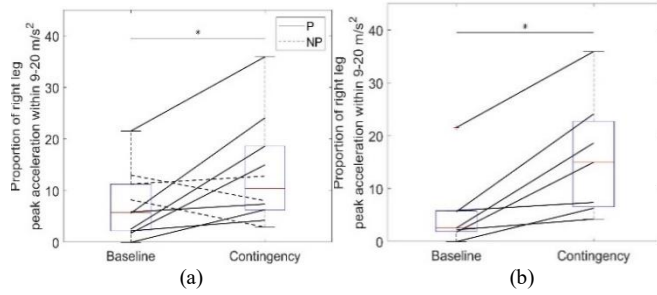 Proportion of right leg
peak acceleration within 9-20 m/s²
40
30
20
10
0
*
P
NP
Baseline
Contingency
(a)
Proportion of right leg
peak acceleration within 9-20 m/s²
40
30
20
10
0
*
Baseline
Contingency
(b)